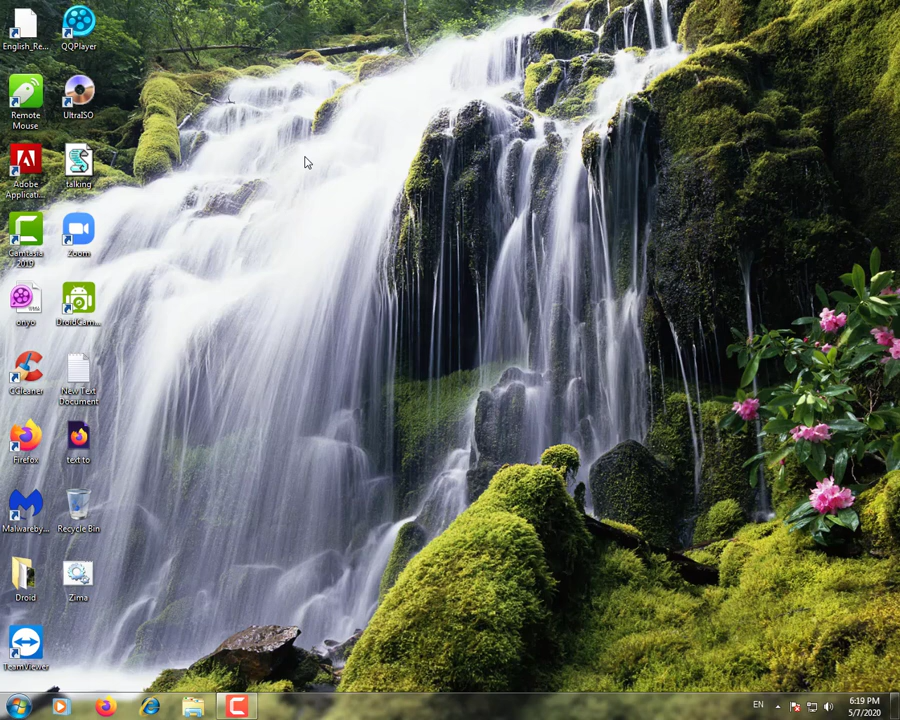 English_Re...
QQPlayer
Remote
Mouse
UltraISO
Adobe
Applicati...
talking
Camtasia
2019
Zoom
onyo
DroidCam...
CCleaner
New Text
Document
Firefox
text to
Malwareby...
Recycle Bin
Droid
Zima
TeamViewer
EN
6:19 PM
5/7/2020